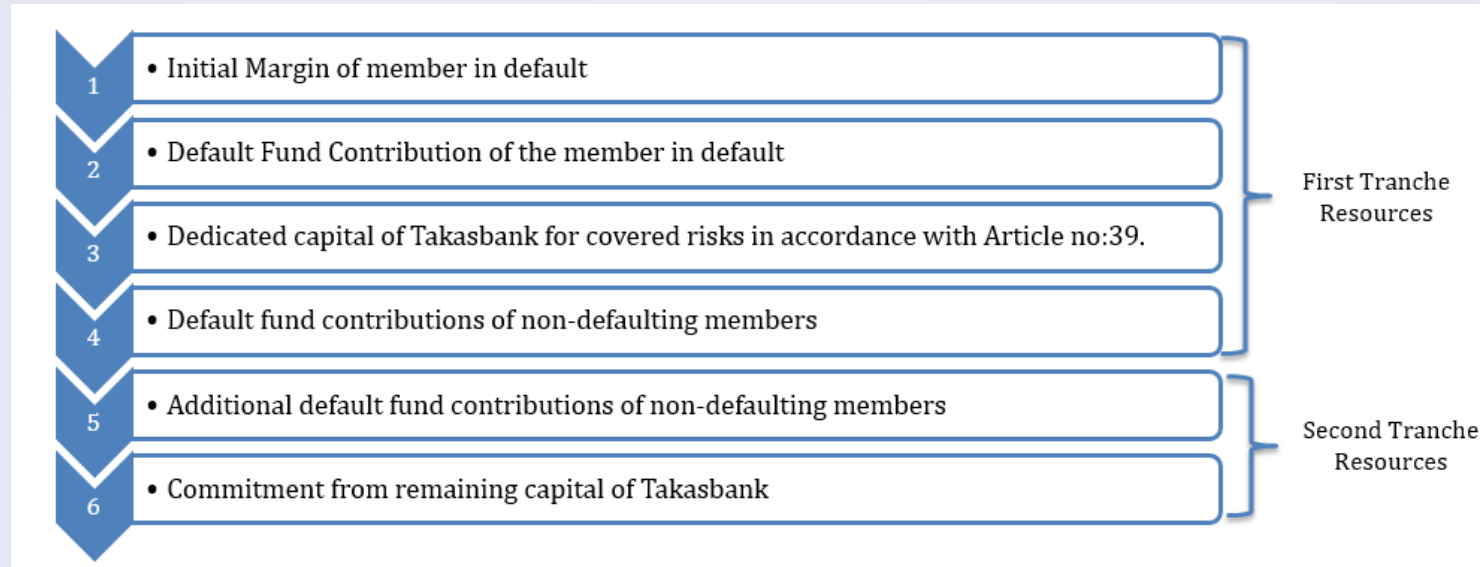 1
• Initial Margin of member in default
2
• Default Fund Contribution of the member in default
3
• Dedicated capital of Takasbank for covered risks in accordance with Article no:39.
4
• Default fund contributions of non-defaulting members
First Tranche
Resources
5
• Additional default fund contributions of non-defaulting members
6
• Commitment from remaining capital of Takasbank
Second Tranche
Resources